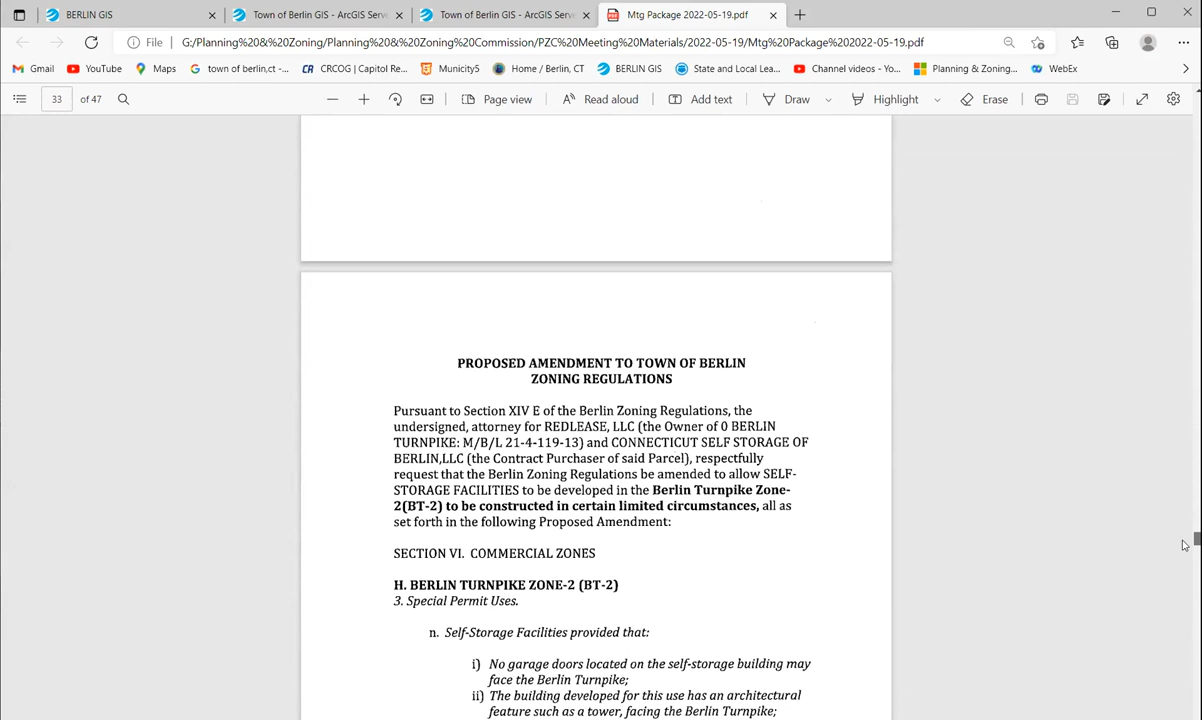 BERLIN GIS
Town of Berlin GIS - ArcGIS Serv
Town of Berlin GIS - ArcGIS Serv
Mtg Package 2022-05-19.pdf
File
G:/Planning%20&%20Zoning/Planning%20&%20Zoning%20Commission/PZC%20Meeting%20Materials/2022-05-19/Mtg%20Package%202022-05-19.pdf
Gmail YouTube Maps town of berlin,ct -... CRCOG | Capitol Re... Municity5 Home / Berlin, CT BERLIN GIS State and Local Lea... Channel videos - Yo... Planning & Zoning... WebEx
33 of 47 Page view Read aloud Add text Draw Highlight Erase
PROPOSED AMENDMENT TO TOWN OF BERLIN
ZONING REGULATIONS
Pursuant to Section XIV E of the Berlin Zoning Regulations, the
undersigned, attorney for REDLEASE, LLC (the Owner of 0 BERLIN
TURNPIKE: M/B/L 21-4-119-13) and CONNECTICUT SELF STORAGE OF
BERLIN,LLC (the Contract Purchaser of said Parcel), respectfully
request that the Berlin Zoning Regulations be amended to allow SELF-
STORAGE FACILITIES to be developed in the Berlin Turnpike Zone-
2(BT-2) to be constructed in certain limited circumstances, all as
set forth in the following Proposed Amendment:
SECTION VI. COMMERCIAL ZONES
H. BERLIN TURNPIKE ZONE-2 (BT-2)
3. Special Permit Uses.
n. Self-Storage Facilities provided that:
i) No garage doors located on the self-storage building may
face the Berlin Turnpike;
ii) The building developed for this use has an architectural
feature such as a tower, facing the Berlin Turnpike;